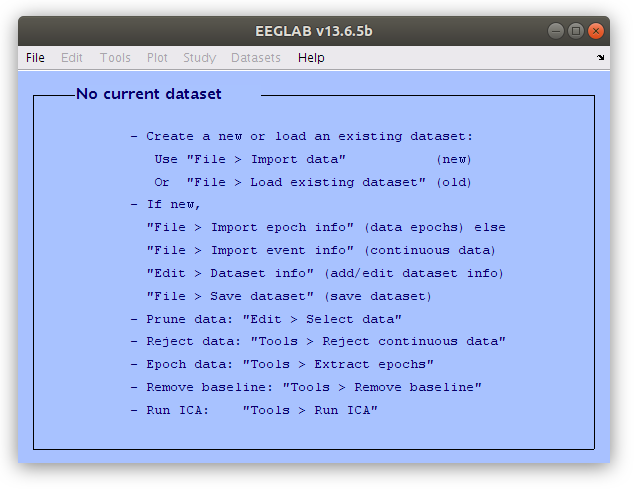 EEGLAB v13.6.5b
File Edit Tools Plot Study Datasets Help
No current dataset
- Create a new or load an existing dataset:
Use "File > Import data" (new)
Or "File > Load existing dataset" (old)
- If new,
"File > Import epoch info" (data epochs) else
"File > Import event info" (continuous data)
"Edit > Dataset info" (add/edit dataset info)
"File > Save dataset" (save dataset)
- Prune data: "Edit > Select data"
- Reject data: "Tools > Reject continuous data"
- Epoch data: "Tools > Extract epochs"
- Remove baseline: "Tools > Remove baseline"
- Run ICA: "Tools > Run ICA"